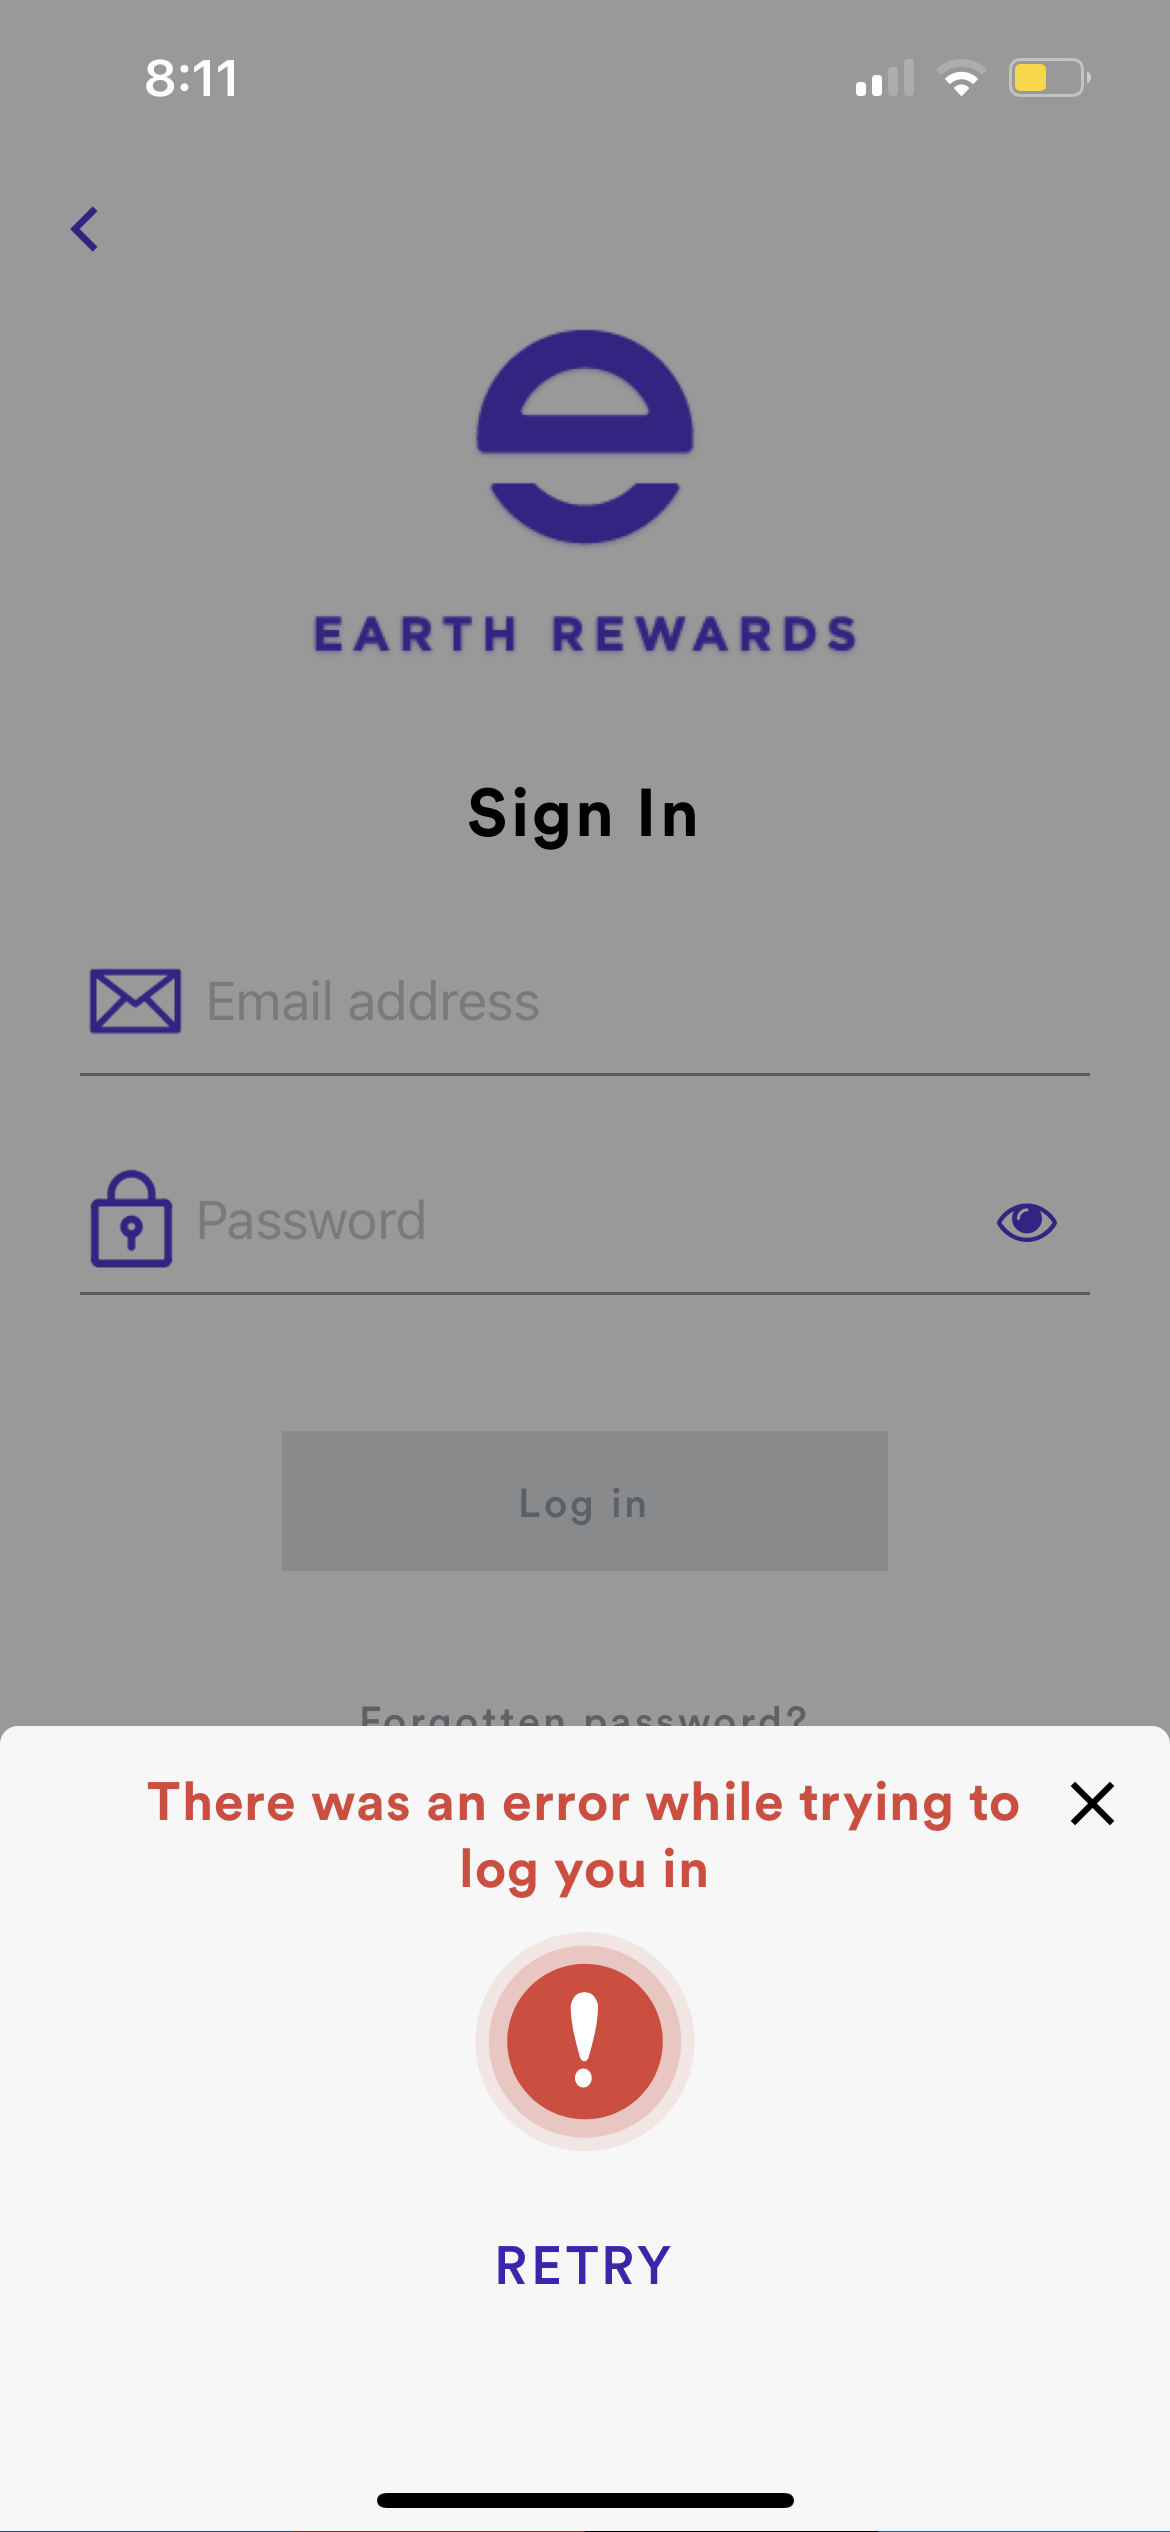 8:11
EARTH REWARDS
Sign In
Email address
Password
Log in
Forgotten password?
There was an error while trying to
log you in
RETRY